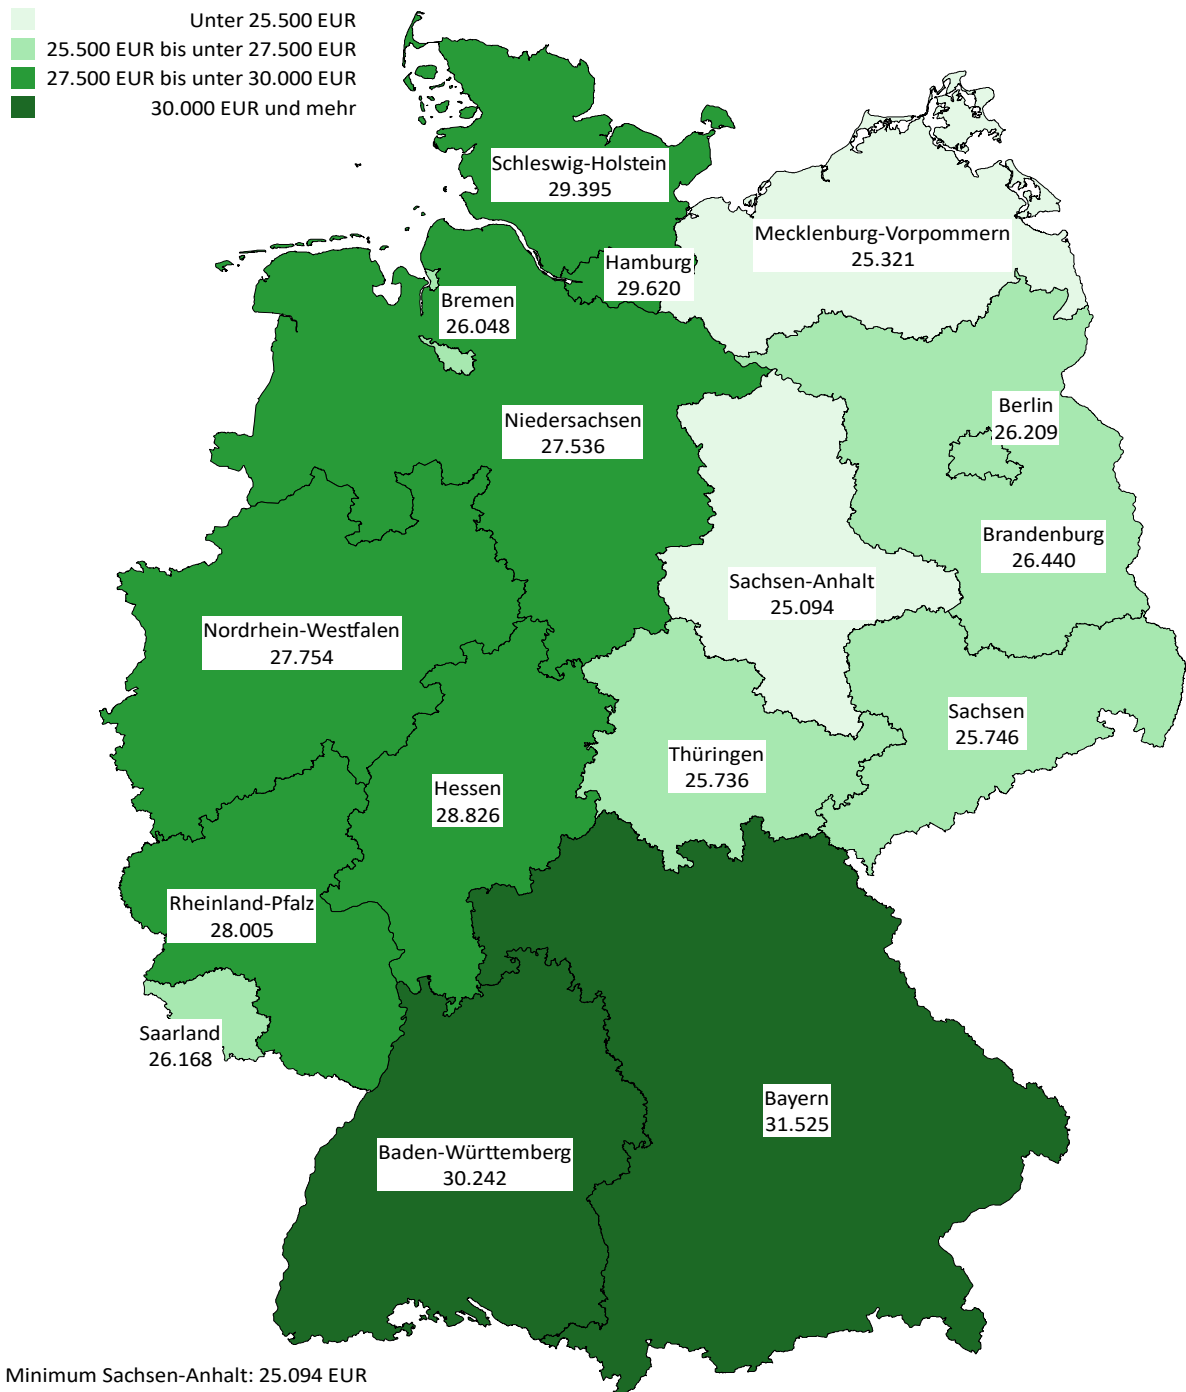 Unter 25.500 EUR
25.500 EUR bis unter 27.500 EUR
27.500 EUR bis unter 30.000 EUR
30.000 EUR und mehr
Schleswig-Holstein
29.395
Mecklenburg-Vorpommern
25.321
Hamburg
29.620
Bremen
26.048
Berlin
26.209
Niedersachsen
27.536
Brandenburg
26.440
Sachsen-Anhalt
25.094
Nordrhein-Westfalen
27.754
Sachsen
25.746
Thüringen
25.736
Hessen
28.826
Rheinland-Pfalz
28.005
Saarland
26.168
Bayern
31.525
Baden-Württemberg
30.242
Minimum Sachsen-Anhalt: 25.094 EUR